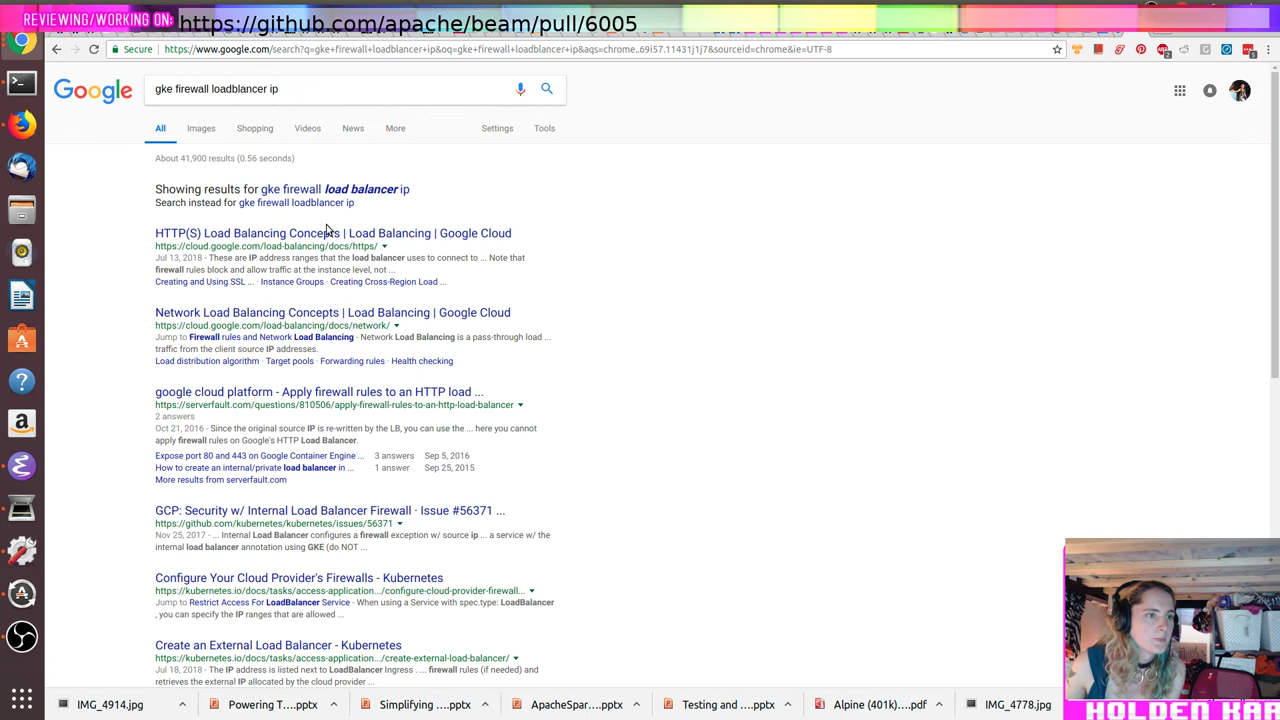 REVIEWING/WORKING ON: https://github.com/apache/beam/pull/6005
Secure https://www.google.com/search?q=gke+firewall+loadblancer+ip&oq=gke+firewall+loadblancer+ip&aqs=chrome..69i57.11431j1j7&sourceid=chrome&ie=UTF-8
Google gke firewall loadblancer ip
All Images Shopping Videos News More Settings Tools
About 41,900 results (0.56 seconds)
Showing results for gke firewall load balancer ip
Search instead for gke firewall loadblancer ip
HTTP(S) Load Balancing Concepts | Load Balancing | Google Cloud
https://cloud.google.com/load-balancing/docs/https/
Jul 13, 2018 - These are IP address ranges that the load balancer uses to connect to ... Note that
firewall rules block and allow traffic at the instance level, not ...
Creating and Using SSL ... · Instance Groups · Creating Cross-Region Load ...
Network Load Balancing Concepts | Load Balancing | Google Cloud
https://cloud.google.com/load-balancing/docs/network/
Jump to Firewall rules and Network Load Balancing - Network Load Balancing is a pass-through load ...
traffic from the client source IP addresses.
Load distribution algorithm · Target pools · Forwarding rules · Health checking
google cloud platform - Apply firewall rules to an HTTP load ...
https://serverfault.com/questions/810506/apply-firewall-rules-to-an-http-load-balancer
2 answers
Oct 21, 2016 - Since the original source IP is re-written by the LB, you can use the ... here you cannot
apply firewall rules on Google's HTTP Load Balancer.
Expose port 80 and 443 on Google Container Engine ... 3 answers Sep 5, 2016
How to create an internal/private load balancer in ... 1 answer Sep 25, 2015
More results from serverfault.com
GCP: Security w/ Internal Load Balancer Firewall · Issue #56371 ...
https://github.com/kubernetes/kubernetes/issues/56371
Nov 25, 2017 - ... Internal Load Balancer configures a firewall exception w/ source ip ... a service w/ the
internal load balancer annotation using GKE (do NOT ...
Configure Your Cloud Provider's Firewalls - Kubernetes
https://kubernetes.io/docs/tasks/access-application.../configure-cloud-provider-firewall...
Jump to Restrict Access For LoadBalancer Service - When using a Service with spec.type: LoadBalancer
, you can specify the IP ranges that are allowed ...
Create an External Load Balancer - Kubernetes
https://kubernetes.io/docs/tasks/access-application.../create-external-load-balancer/
Jul 18, 2018 - The IP address is listed next to LoadBalancer Ingress . ... firewall rules (if needed) and
retrieves the external IP allocated by the cloud provider ...
IMG_4914.jpg Powering T....pptx Simplifying ....pptx ApacheSpar....pptx Testing and ....pptx Alpine (401k)....pdf IMG_4778.jpg
HOLDEN KAR